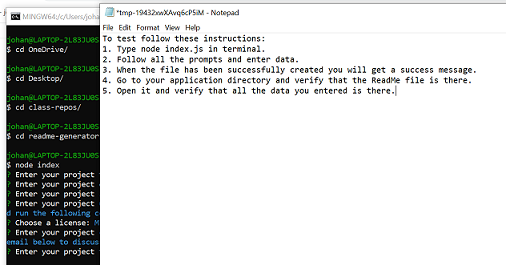 MINGW64:/c/Users/joha
*tmp-19432xwXAvq6cP5iM - Notepad
File Edit Format View Help
To test follow these instructions:
1. Type node index.js in terminal.
2. Follow all the prompts and enter data.
3. When the file has been successfully created you will get a success message.
4. Go to your application directory and verify that the ReadMe file is there.
5. Open it and verify that all the data you entered is there.
johan@LAPTOP-2L83JU0S
$ cd OneDrive/
johan@LAPTOP-2L83JU0S
$ cd Desktop/
johan@LAPTOP-2L83JU0S
$ cd class-repos/
johan@LAPTOP-2L83JU0S
$ cd readme-generator
johan@LAPTOP-2L83JU0S
$ node index
? Enter your project
? Enter your project
? Enter your project
? Enter your project
d run the following c
? Choose a license: M
? Enter your project
email below to discus
? Enter your project